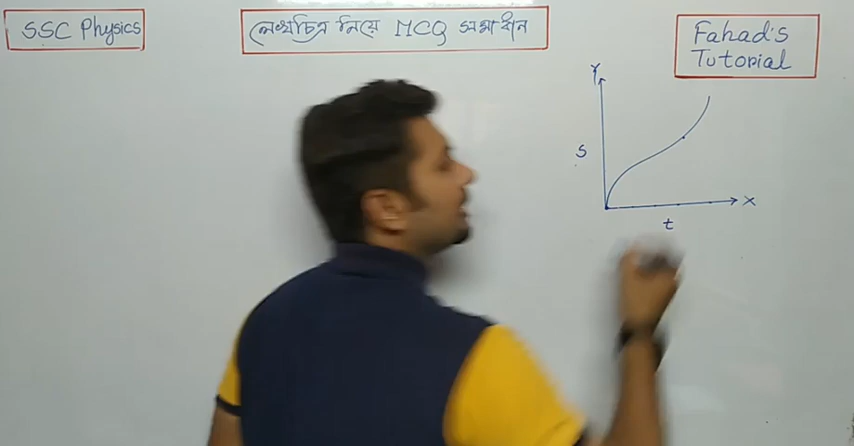 SSC Physics
লেখচিত্র নিয়ে MCQ সমাধান
Fahad's
Tutorial
Y
S
X
t